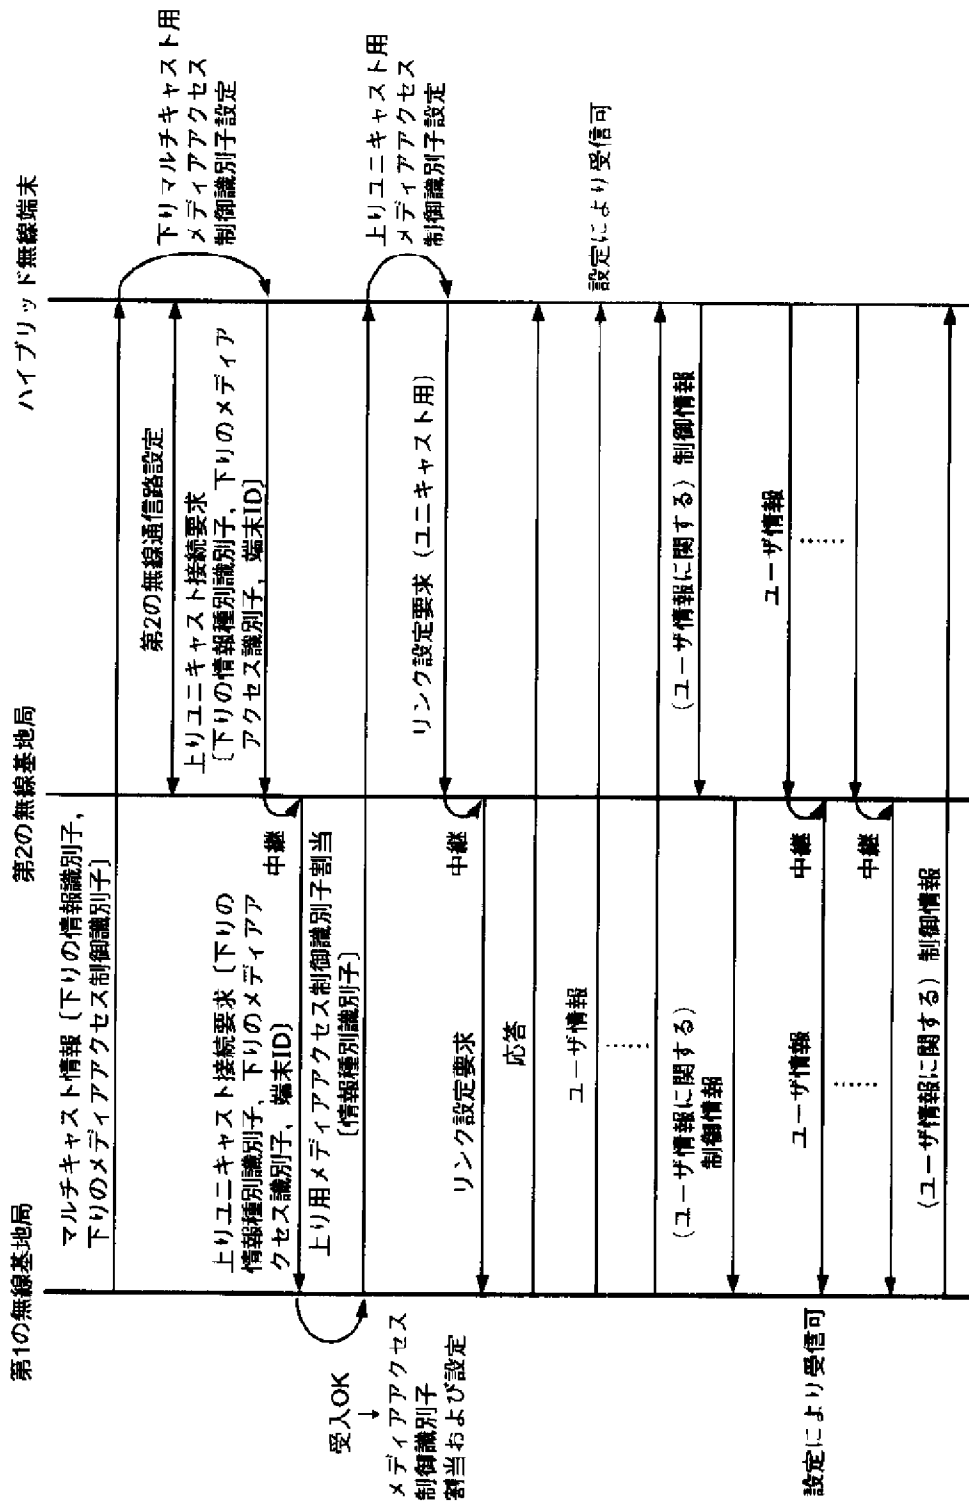 第1の無線基地局
第2の無線基地局
ハイブリッド無線端末
マルチキャスト情報〔下りの情報識別子,
下りのメディアアクセス制御識別子〕
下りマルチキャスト用
メディアアクセス
制御識別子設定
第2の無線通信路設定
上りユニキャスト接続要求
〔下りの情報種別識別子, 下りのメディア
アクセス識別子, 端末ID〕
中継
上りユニキャスト接続要求〔下りの
情報種別識別子, 下りのメディアア
クセス識別子, 端末ID〕
受入OK
↓
メディアアクセス
制御識別子
割当および設定
上り用メディアアクセス制御識別子割当
〔情報種別識別子〕
上りユニキャスト用
メディアアクセス
制御識別子設定
リンク設定要求(ユニキャスト用)
中継
リンク設定要求
応答
ユーザ情報
設定により受信可
(ユーザ情報に関する)制御情報
(ユーザ情報に関する)
制御情報
ユーザ情報
中継
ユーザ情報
設定により受信可
中継
(ユーザ情報に関する)制御情報